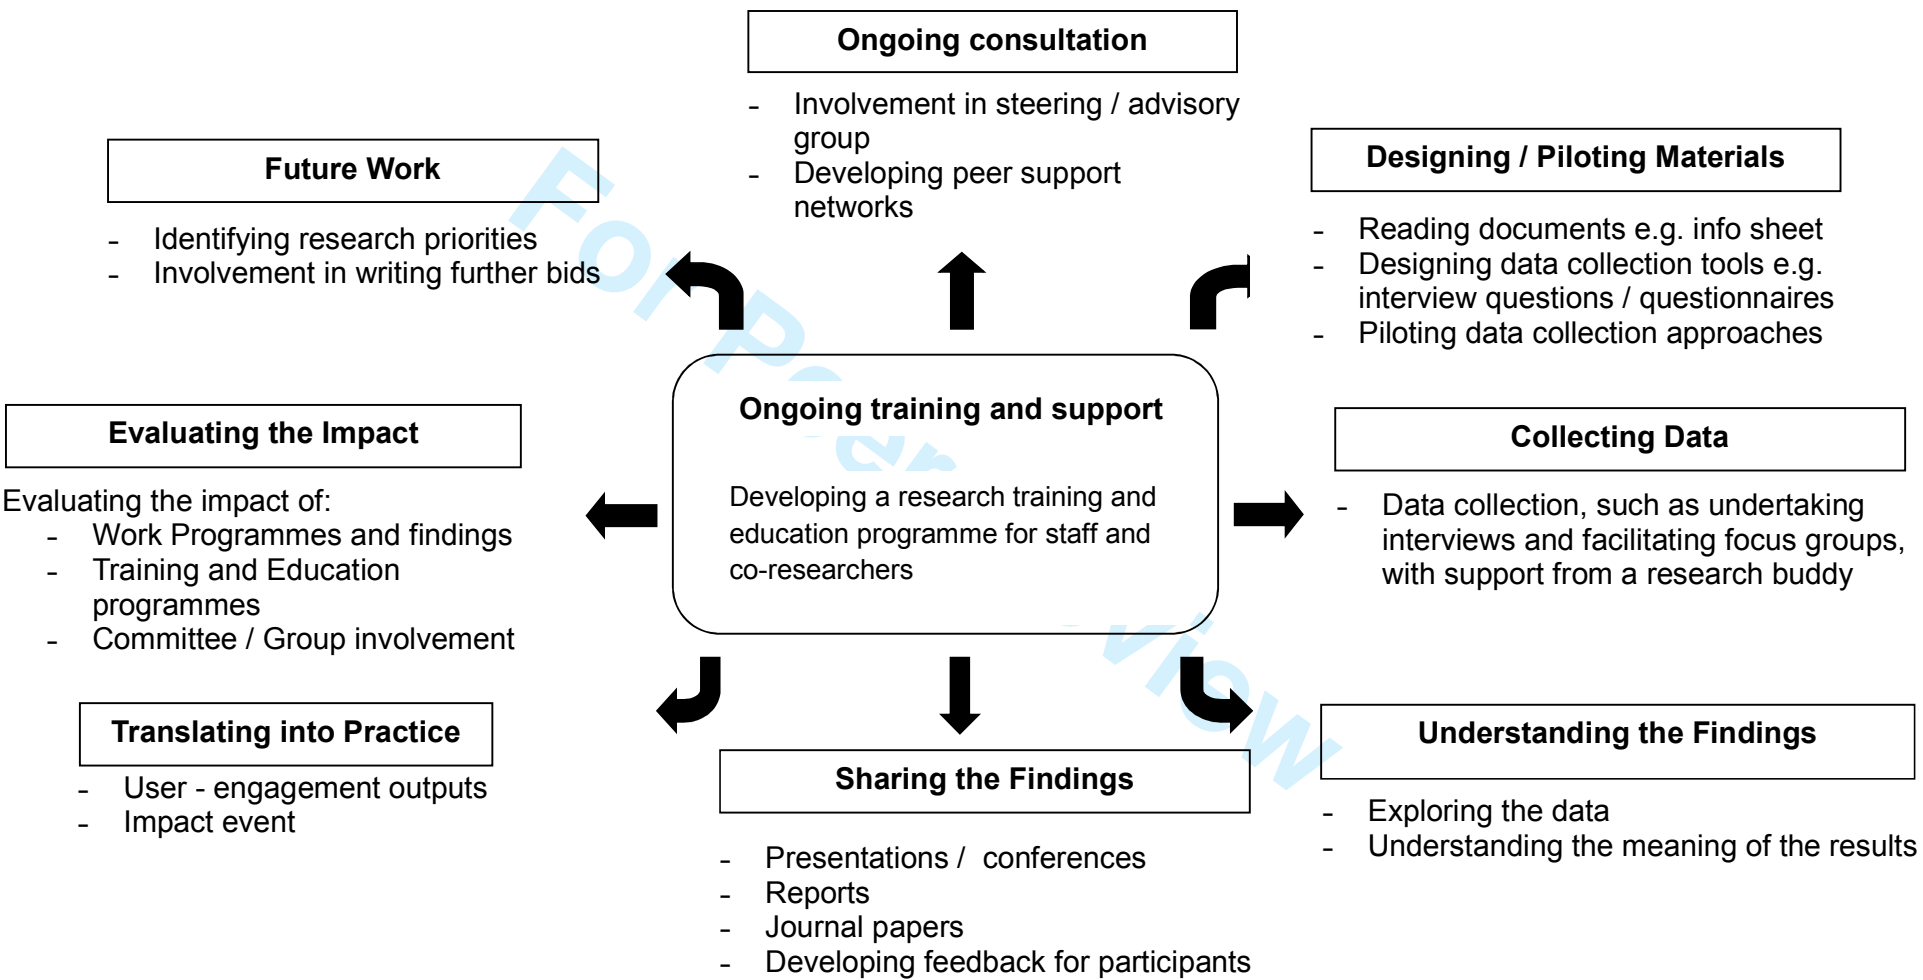 Ongoing consultation
- Involvement in steering / advisory
group
- Developing peer support
networks
Future Work
- Identifying research priorities
- Involvement in writing further bids
Designing / Piloting Materials
- Reading documents e.g. info sheet
- Designing data collection tools e.g.
interview questions / questionnaires
- Piloting data collection approaches
Ongoing training and support
Developing a research training and
education programme for staff and
co-researchers
Evaluating the Impact
Evaluating the impact of:
- Work Programmes and findings
- Training and Education
programmes
- Committee / Group involvement
Collecting Data
- Data collection, such as undertaking
interviews and facilitating focus groups,
with support from a research buddy
Translating into Practice
- User - engagement outputs
- Impact event
Sharing the Findings
- Presentations / conferences
- Reports
- Journal papers
- Developing feedback for participants
Understanding the Findings
- Exploring the data
- Understanding the meaning of the results
For Peer view